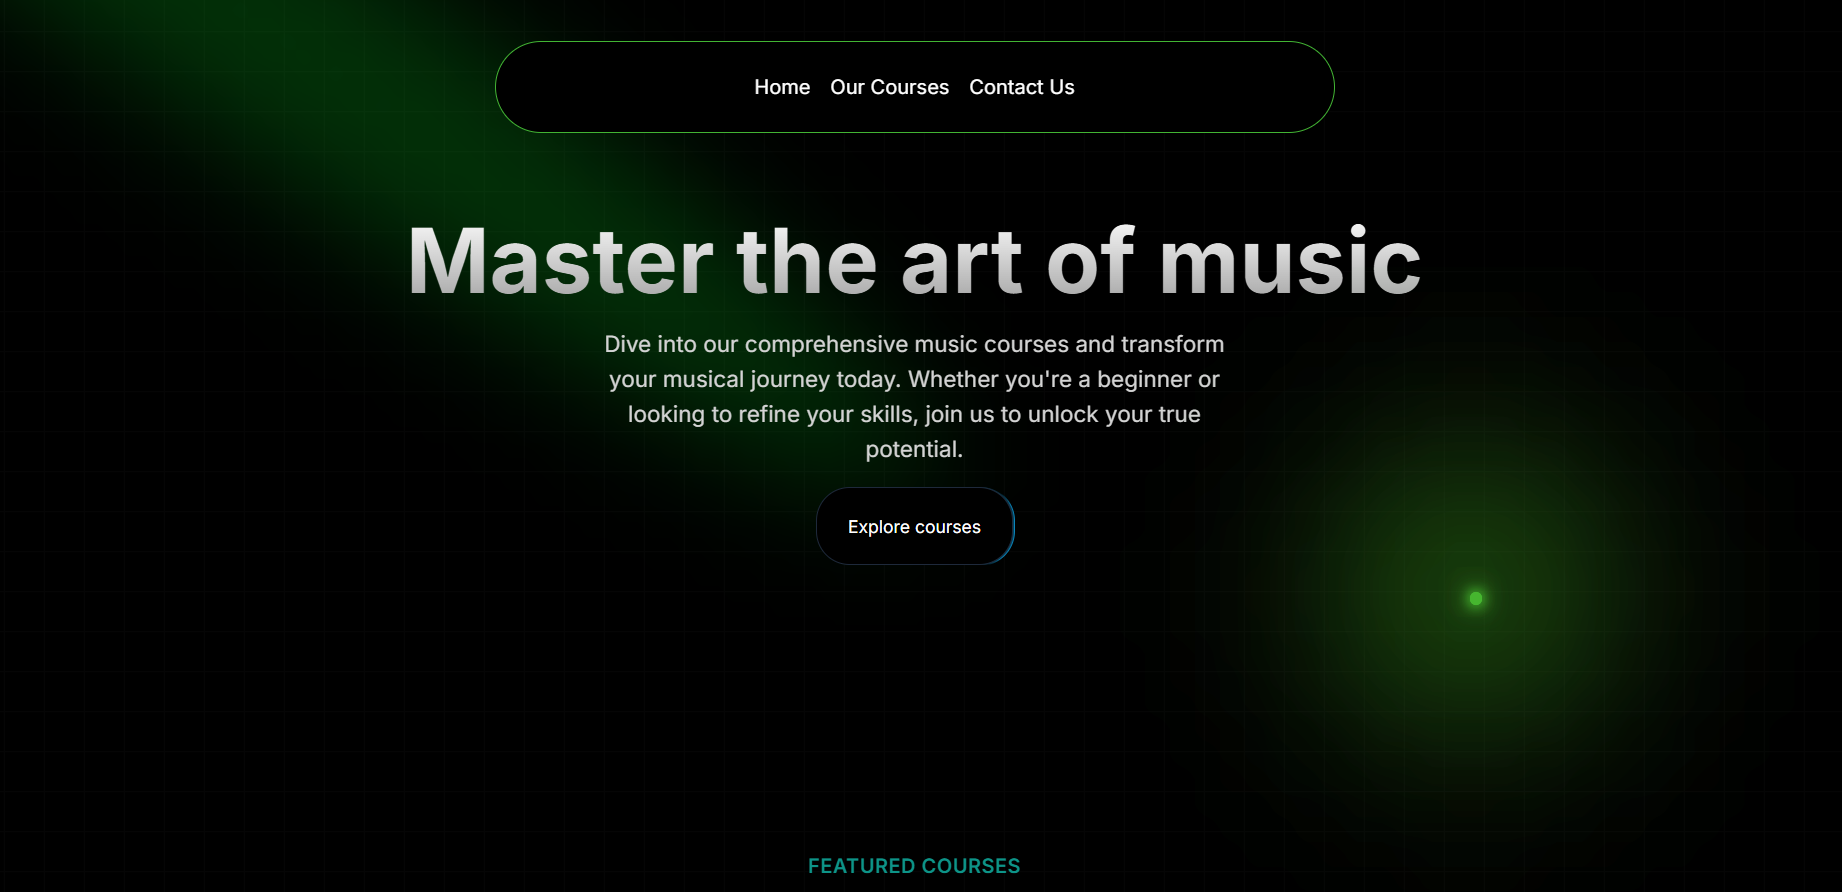 Home Our Courses Contact Us
Master the art of music
Dive into our comprehensive music courses and transform
your musical journey today. Whether you're a beginner or
looking to refine your skills, join us to unlock your true
potential.
Explore courses
FEATURED COURSES